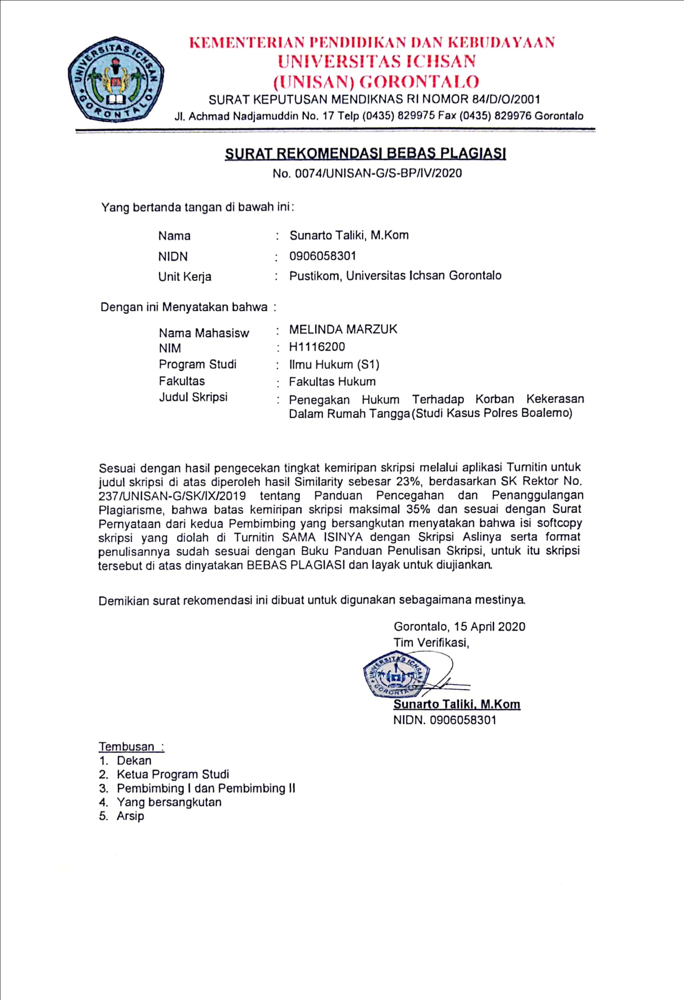 UNIVERSITAS ICHSAN
GORONTALO
KEMENTERIAN PENDIDIKAN DAN KEBUDAYAAN
UNIVERSITAS ICHSAN
(UNISAN) GORONTALO
SURAT KEPUTUSAN MENDIKNAS RI NOMOR 84/D/O/2001
Jl. Achmad Nadjamuddin No. 17 Telp (0435) 829975 Fax (0435) 829976 Gorontalo
SURAT REKOMENDASI BEBAS PLAGIASI
No. 0074/UNISAN-G/S-BP/IV/2020
Yang bertanda tangan di bawah ini :
Nama : Sunarto Taliki, M.Kom
NIDN : 0906058301
Unit Kerja : Pustikom, Universitas Ichsan Gorontalo
Dengan ini Menyatakan bahwa :
Nama Mahasisw : MELINDA MARZUK
NIM : H1116200
Program Studi : Ilmu Hukum (S1)
Fakultas : Fakultas Hukum
Judul Skripsi : Penegakan Hukum Terhadap Korban Kekerasan
Dalam Rumah Tangga (Studi Kasus Polres Boalemo)
Sesuai dengan hasil pengecekan tingkat kemiripan skripsi melalui aplikasi Turnitin untuk
judul skripsi di atas diperoleh hasil Similarity sebesar 23%, berdasarkan SK Rektor No.
237/UNISAN-G/SK/IX/2019 tentang Panduan Pencegahan dan Penanggulangan
Plagiarisme, bahwa batas kemiripan skripsi maksimal 35% dan sesuai dengan Surat
Pernyataan dari kedua Pembimbing yang bersangkutan menyatakan bahwa isi softcopy
skripsi yang diolah di Turnitin SAMA ISINYA dengan Skripsi Aslinya serta format
penulisannya sudah sesuai dengan Buku Panduan Penulisan Skripsi, untuk itu skripsi
tersebut di atas dinyatakan BEBAS PLAGIASI dan layak untuk diujiankan.
Demikian surat rekomendasi ini dibuat untuk digunakan sebagaimana mestinya.
Gorontalo, 15 April 2020
Tim Verifikasi,
UNIVERSITAS ICHSAN
GORONTALO
Sunarto Taliki, M.Kom
NIDN. 0906058301
Tembusan :
1. Dekan
2. Ketua Program Studi
3. Pembimbing I dan Pembimbing II
4. Yang bersangkutan
5. Arsip